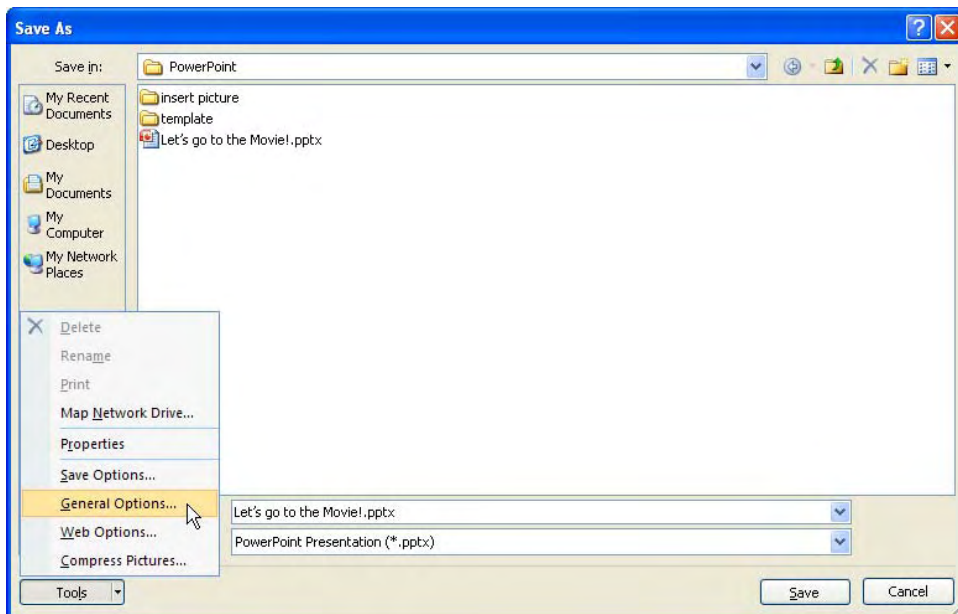 Save As
Save in:
PowerPoint
My Recent
Documents
Desktop
My
Documents
My
Computer
My Network
Places
insert picture
template
Let's go to the Movie!.pptx
Delete
Rename
Print
Map Network Drive...
Properties
Save Options...
General Options...
Web Options...
Compress Pictures...
Let's go to the Movie!.pptx
PowerPoint Presentation (*.pptx)
Tools
Save
Cancel